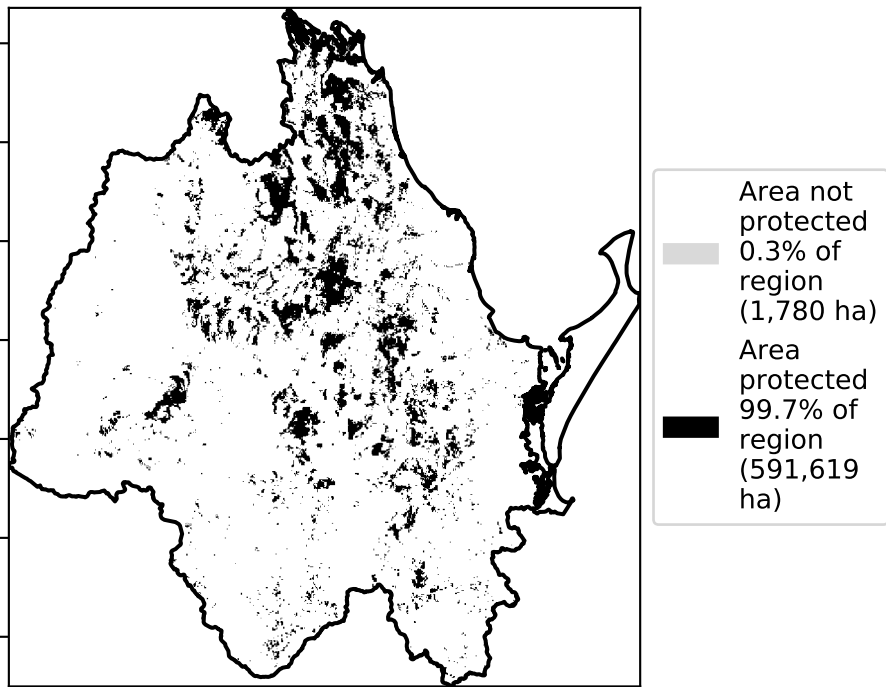 Area not
protected
0.3% of
region
(1,780 ha)
Area
protected
99.7% of
region
(591,619
ha)